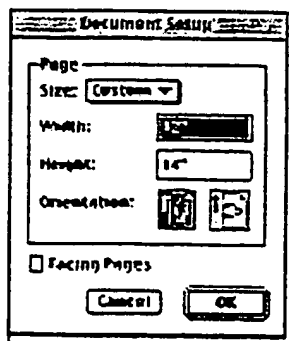 Document Setup
Page
Size: Custom
Width:
Height: 14"
Orientation:
Facing Pages
Cancel OK